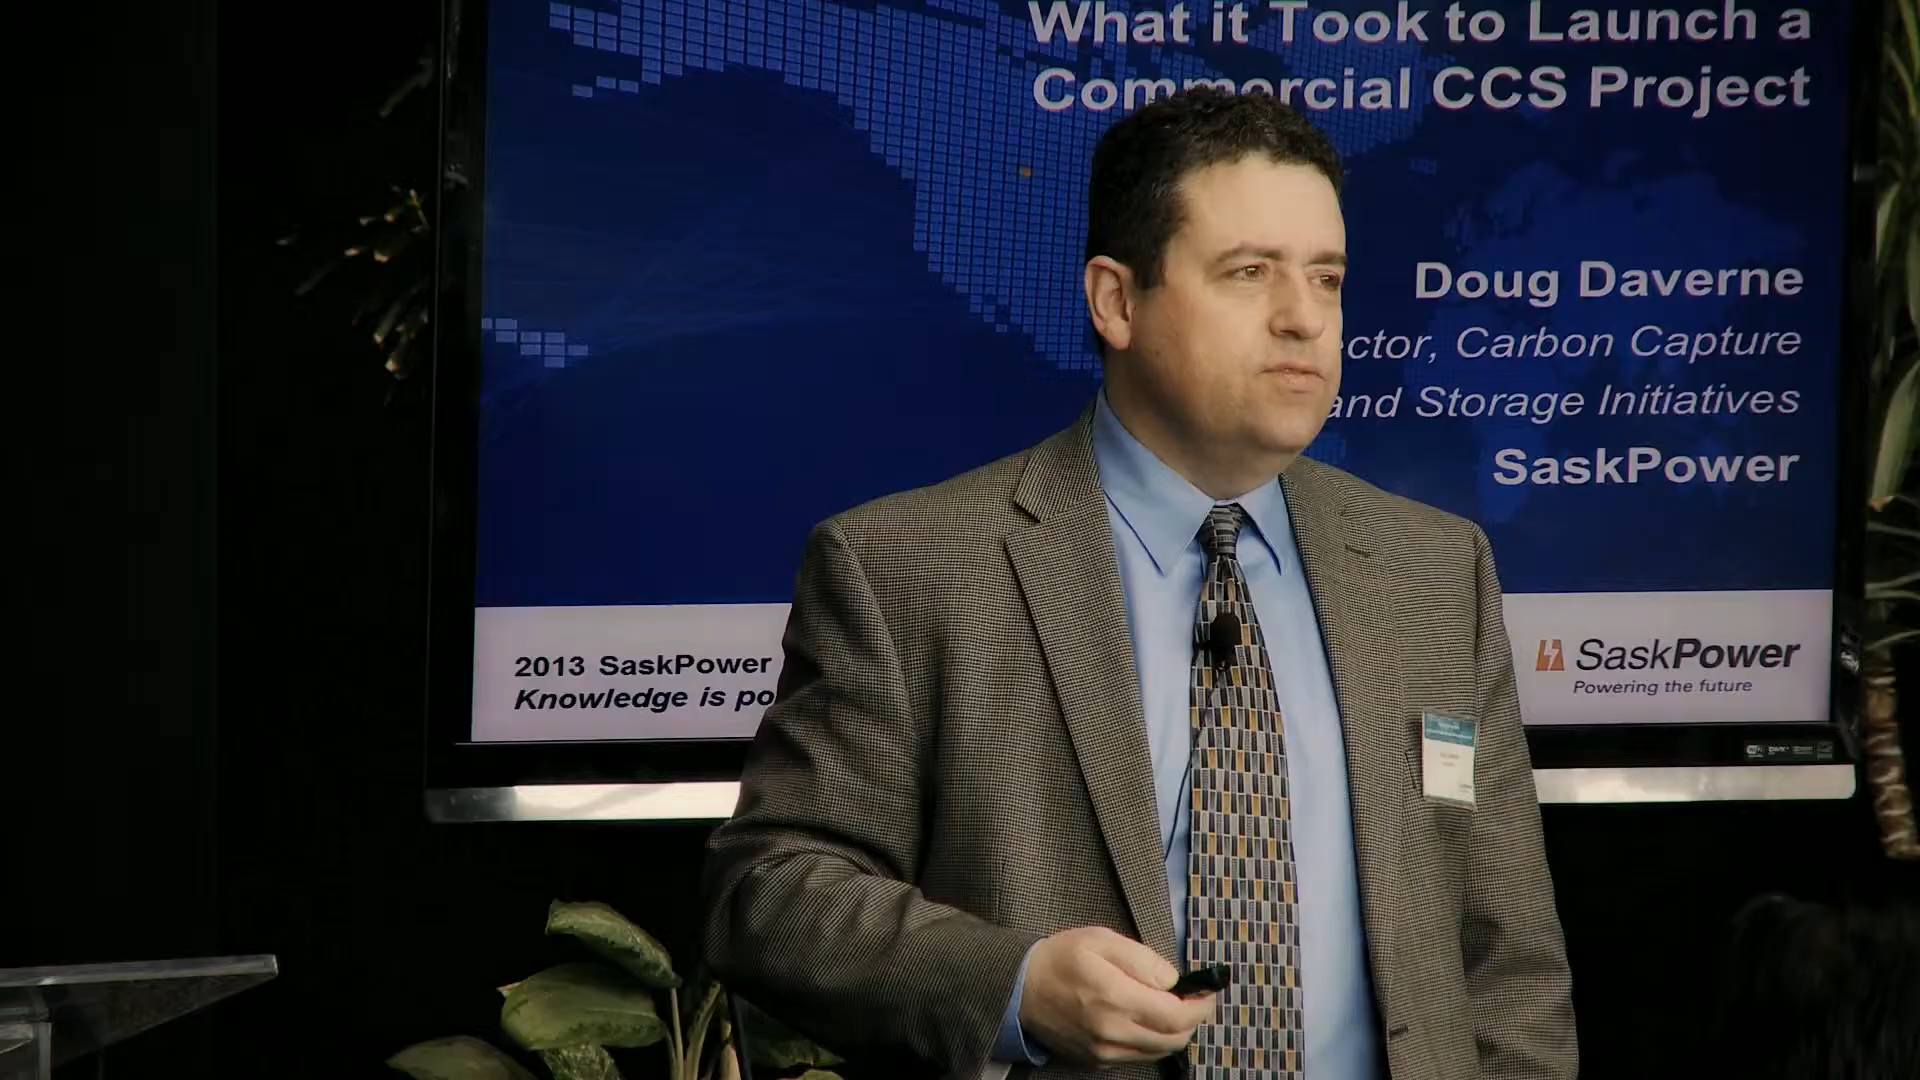 What it Took to Launch a
Commercial CCS Project
Doug Daverne
ector, Carbon Capture
and Storage Initiatives
SaskPower
2013 SaskPower
Knowledge is po
SaskPower
Powering the future